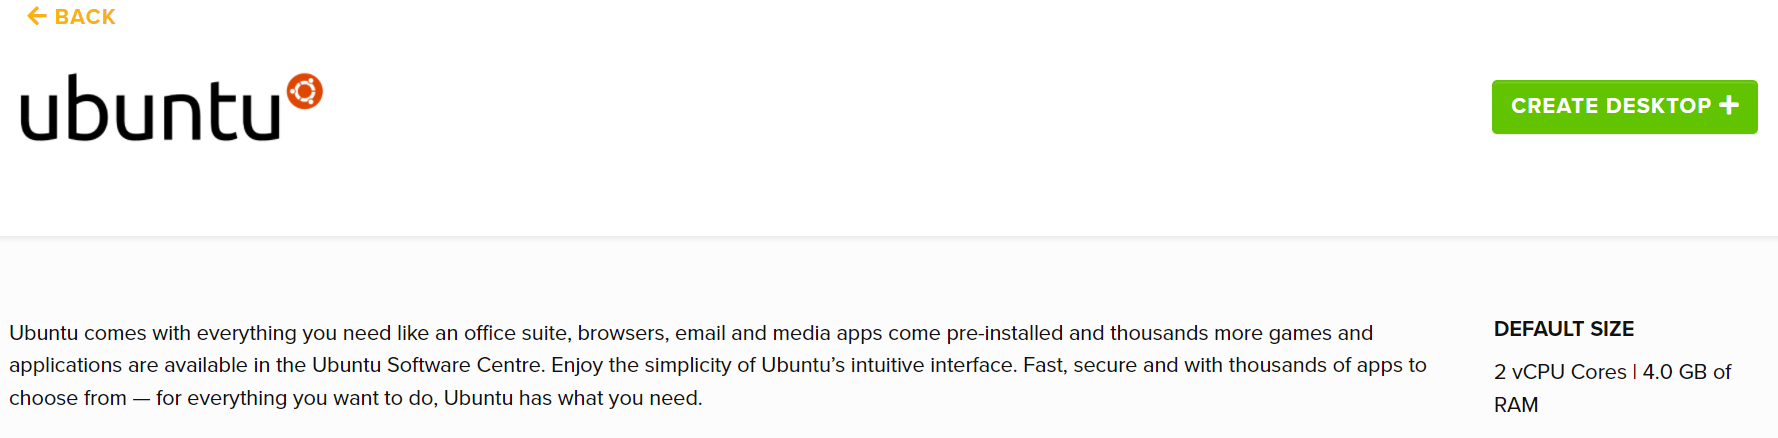 BACK
ubuntu
CREATE DESKTOP
Ubuntu comes with everything you need like an office suite, browsers, email and media apps come pre-installed and thousands more games and
applications are available in the Ubuntu Software Centre. Enjoy the simplicity of Ubuntu’s intuitive interface. Fast, secure and with thousands of apps to
choose from — for everything you want to do, Ubuntu has what you need.
DEFAULT SIZE
2 vCPU Cores | 4.0 GB of
RAM